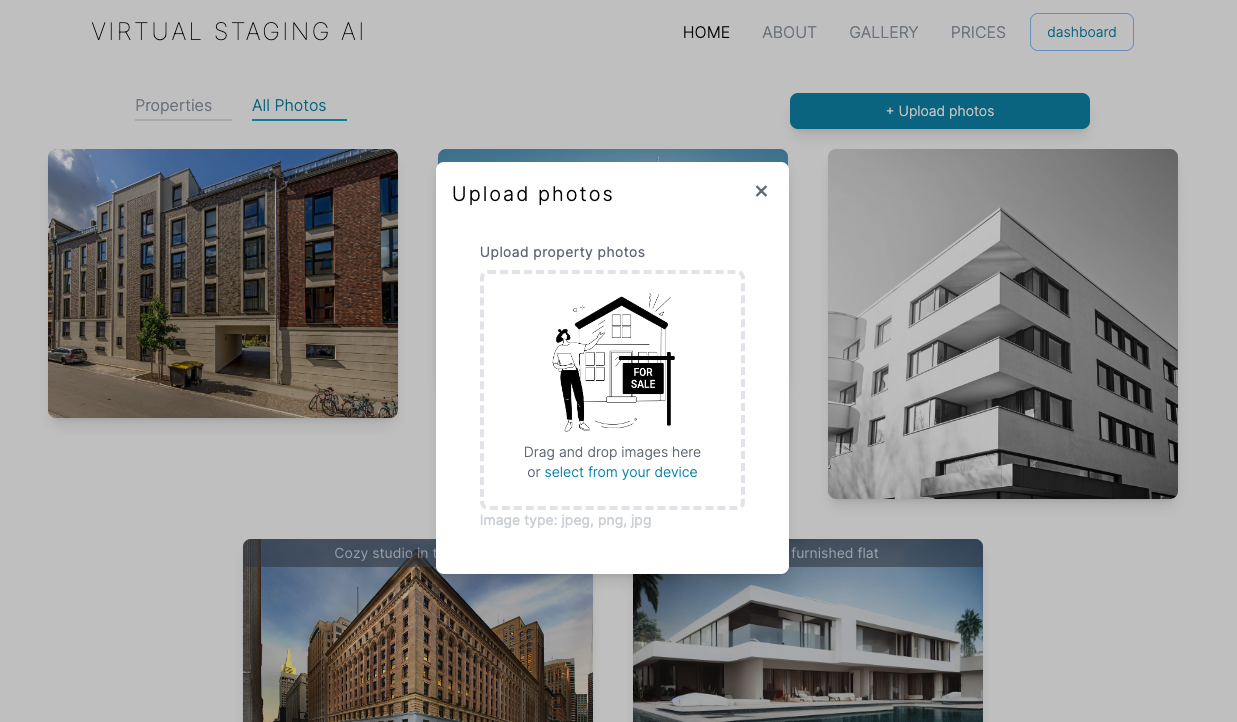 VIRTUAL STAGING AI
HOME
ABOUT
GALLERY
PRICES
dashboard
Properties
All Photos
+ Upload photos
Upload photos
Upload property photos
FOR
SALE
Drag and drop images here
or select from your device
Image type: jpeg, png, jpg
Cozy studio in t
furnished flat